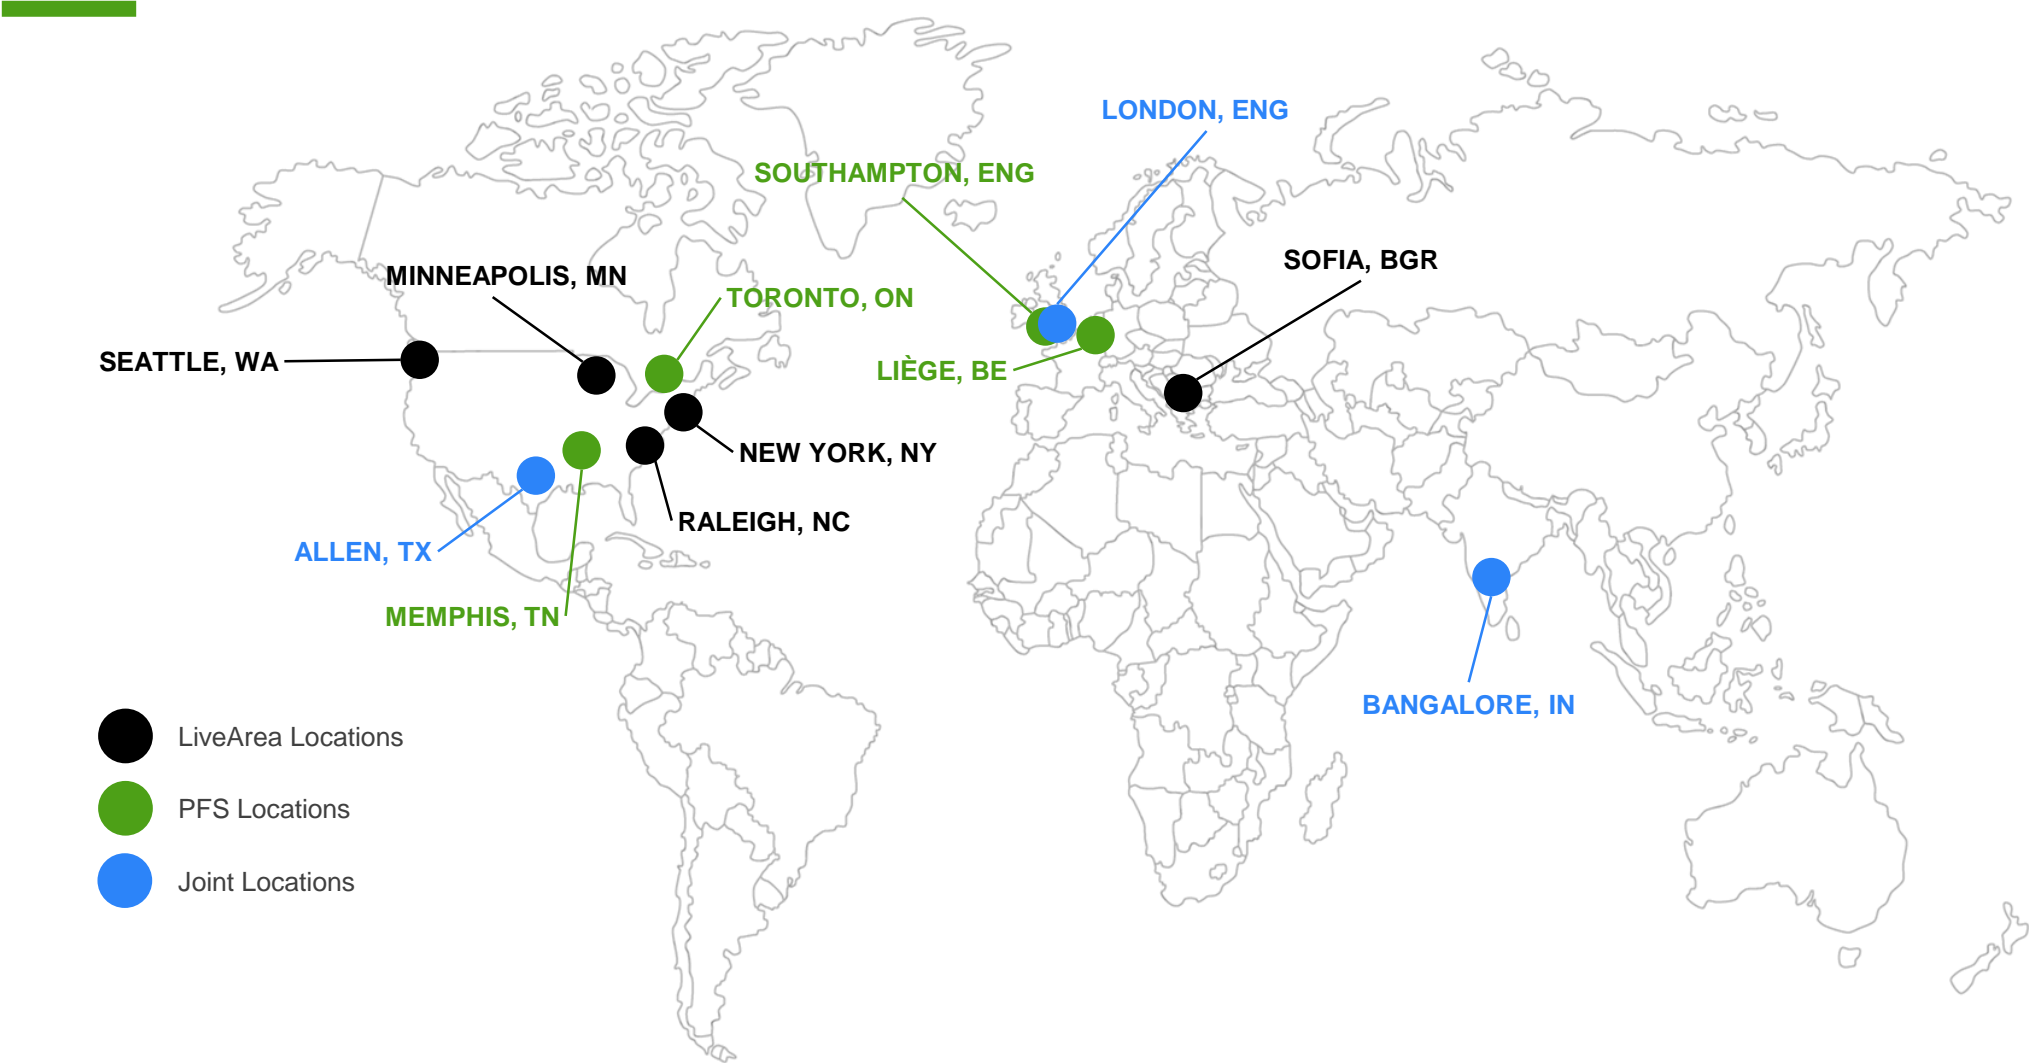 LONDON, ENG
SOUTHAMPTON, ENG
SOFIA, BGR
MINNEAPOLIS, MN
TORONTO, ON
SEATTLE, WA
LIÈGE, BE
NEW YORK, NY
RALEIGH, NC
ALLEN, TX
MEMPHIS, TN
BANGALORE, IN
LiveArea Locations
PFS Locations
Joint Locations